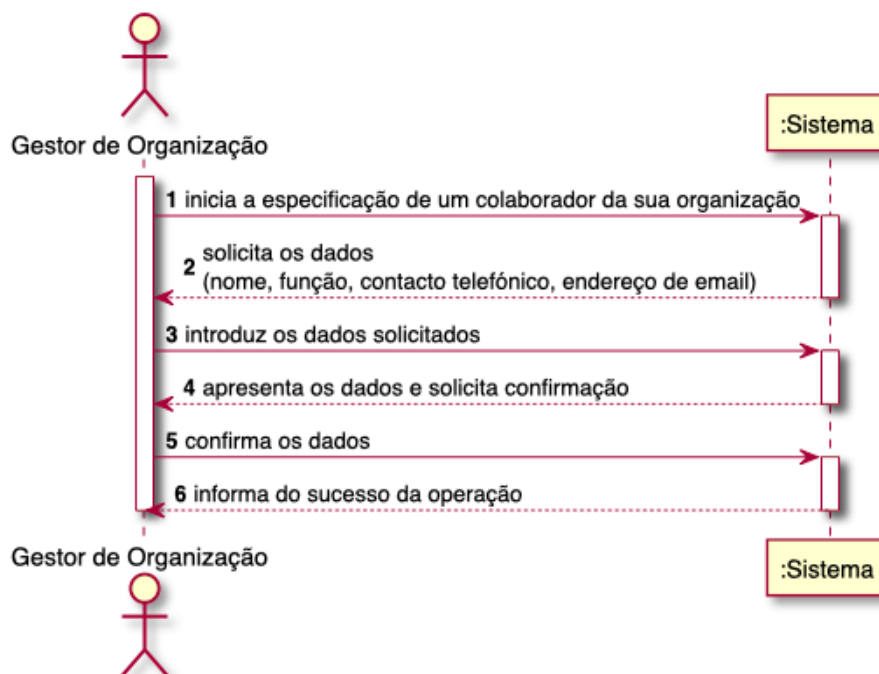 Gestor de Organização
:Sistema
1 inicia a especificação de um colaborador da sua organização
solicita os dados
2 (nome, função, contacto telefónico, endereço de email)
3 introduz os dados solicitados
4 apresenta os dados e solicita confirmação
5 confirma os dados
6 informa do sucesso da operação
Gestor de Organização
:Sistema